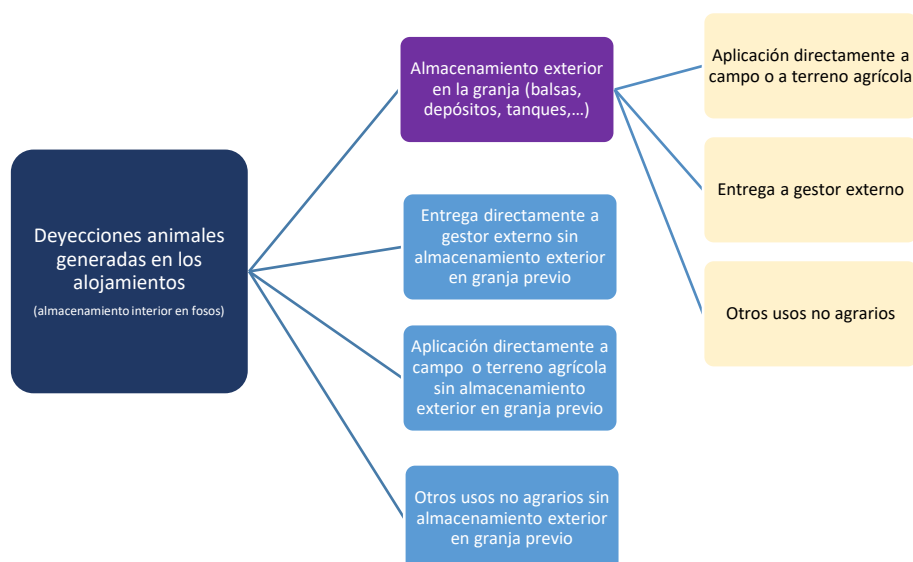 Deyecciones animales
generadas en los
alojamientos
(almacenamiento interior en fosos)
Almacenamiento exterior
en la granja (balsas,
depósitos, tanques,...)
Entrega directamente a
gestor externo sin
almacenamiento exterior
en granja previo
Aplicación directamente a
campo o terreno agrícola
sin almacenamiento
exterior en granja previo
Otros usos no agrarios sin
almacenamiento exterior
en granja previo
Aplicación directamente a
campo o a terreno agrícola
Entrega a gestor externo
Otros usos no agrarios